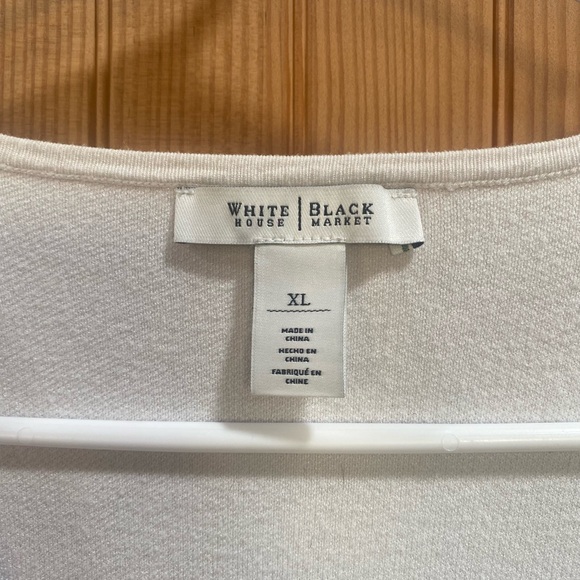 WHITE | BLACK
HOUSE MARKET
XL
MADE IN
CHINA
HECHO EN
CHINA
FABRIQUÉ EN
CHINE